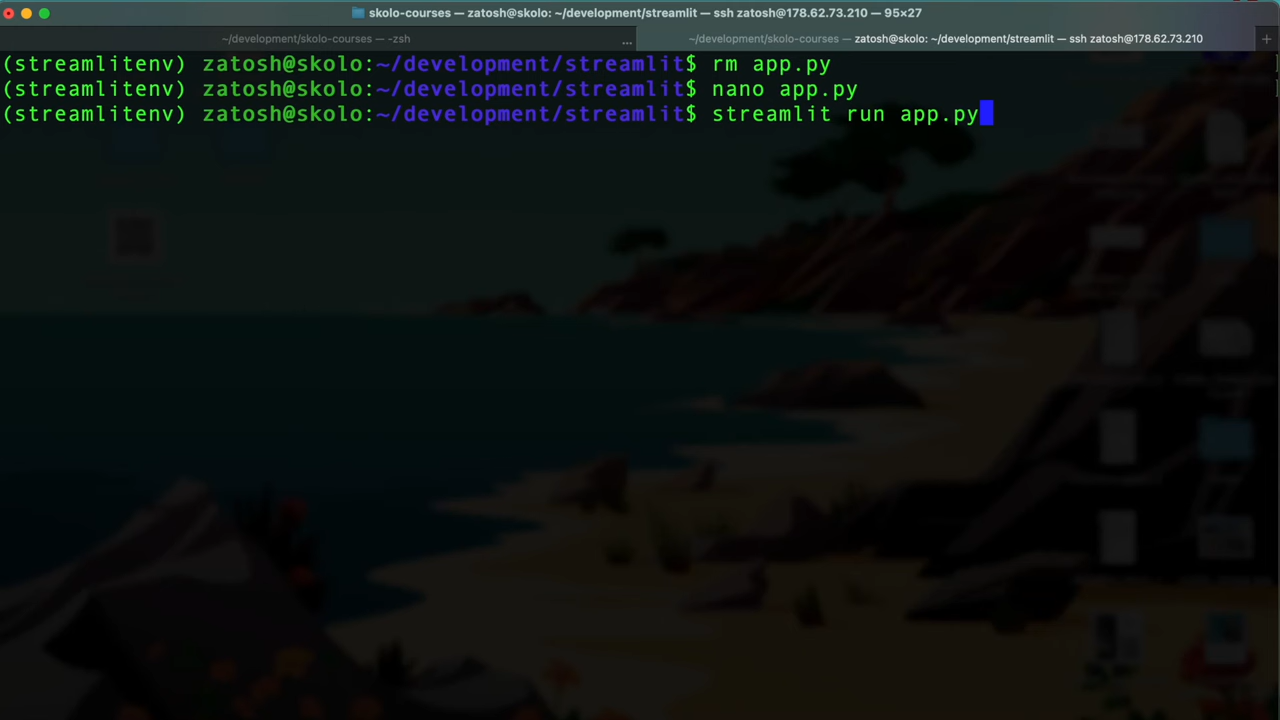 skolo-courses — zatosh@skolo: ~/development/streamlit — ssh zatosh@178.62.73.210 — 95×27
~/development/skolo-courses — -zsh ... ~/development/skolo-courses — zatosh@skolo: ~/development/streamlit — ssh zatosh@178.62.73.210 +
(streamlitenv) zatosh@skolo:~/development/streamlit$ rm app.py
(streamlitenv) zatosh@skolo:~/development/streamlit$ nano app.py
(streamlitenv) zatosh@skolo:~/development/streamlit$ streamlit run app.py